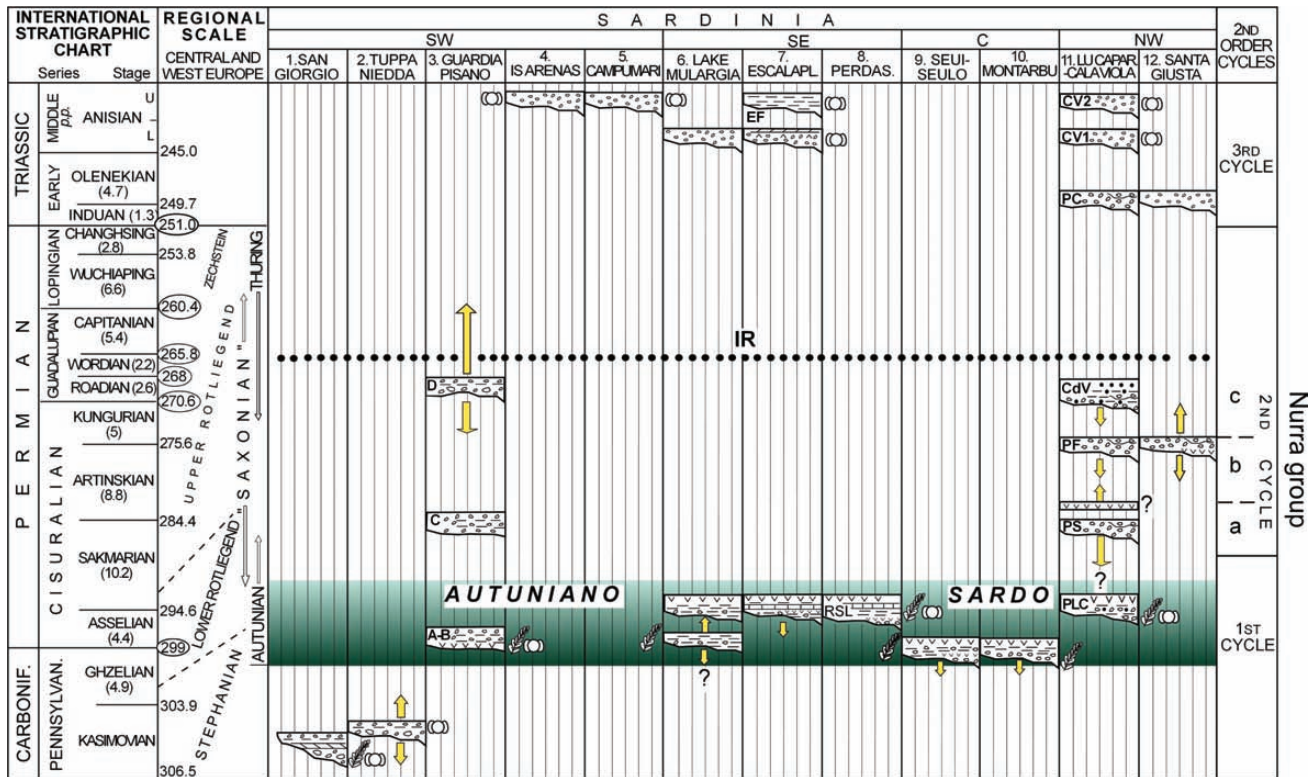 INTERNATIONAL
STRATIGRAPHIC
CHART
Series Stage
REGIONAL
SCALE
CENTRAL AND
WEST EUROPE
SARDINIA
SW SE C NW
1.SAN
GIORGIO
2.TUPPA
NIEDDA
3. GUARDIA
PISANO
4.
IS ARENAS
5.
CAMPUMARI
6. LAKE
MULARGIA
7.
ESCALAPL.
8.
PERDAS.
9. SEUI-
SEULO
10.
MONTARBU
11. LU CAPAR.
-CALAVIOLA
12. SANTA
GIUSTA
2ND
ORDER
CYCLES
TRIASSIC
MIDDLE
p.p.
ANISIAN
U
–
L
245.0
EARLY
OLENEKIAN
(4.7)
249.7
INDUAN (1.3)
251.0
PERMIAN
LOPINGIAN
CHANGHSING
(2.8)
253.8
WUCHIAPING
(6.6)
260.4
GUADALUPIAN
CAPITANIAN
(5.4)
265.8
WORDIAN (2.2)
268
ROADIAN (2.6)
270.6
CISURALIAN
KUNGURIAN
(5)
275.6
ARTINSKIAN
(8.8)
284.4
SAKMARIAN
(10.2)
294.6
ASSELIAN
(4.4)
299
CARBONIF.
PENNSYLVAN.
GHZELIAN
(4.9)
303.9
KASIMOVIAN
306.5
ZECHSTEIN
THURING
UPPER ROTLIEGEND
"SAXONIAN"
LOWER ROTLIEGEND
AUTUNIAN
STEPHANIAN
EF
CV2
CV1
PC
IR
D
CdV
PF
C
?
PS
?
AUTUNIANO
SARDO
RSL
PLC
A-B
?
3RD
CYCLE
c
b
a
2ND
CYCLE
1ST
CYCLE
Nurra group